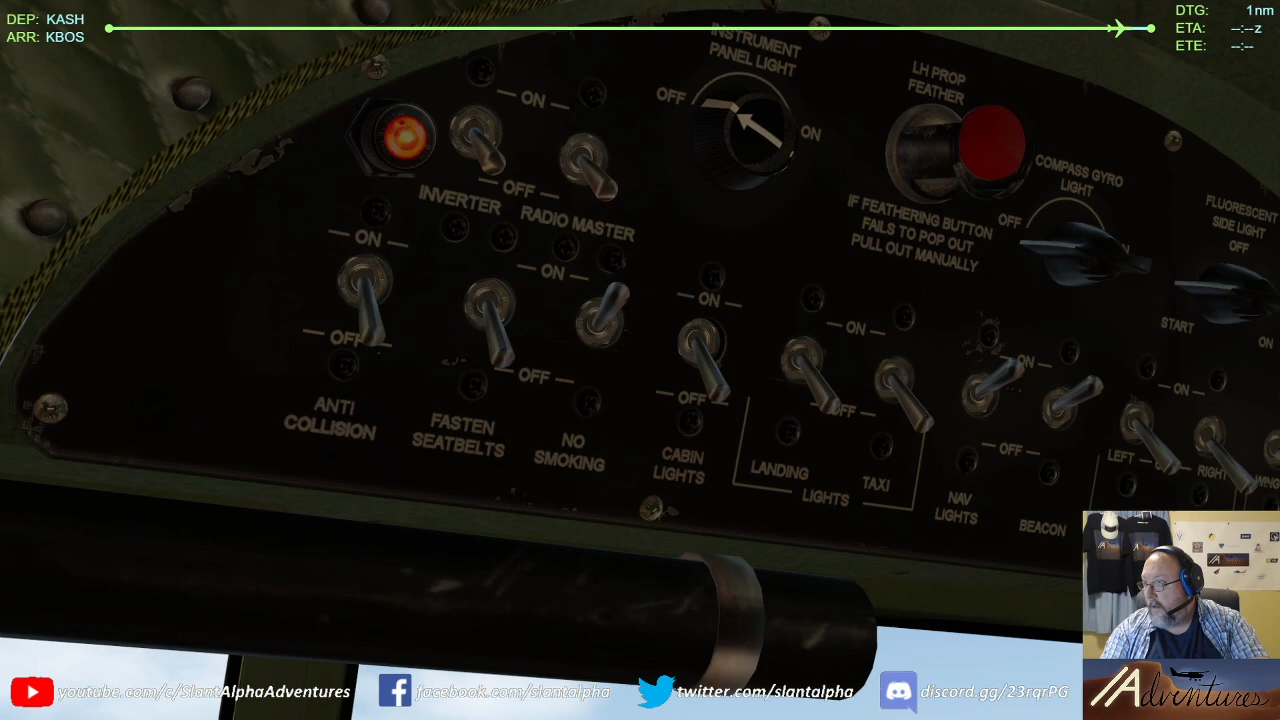 DEP: KASH
ARR: KBOS
DTG: 1nm
ETA: --:--z
ETE: --:--
INSTRUMENT
PANEL LIGHT
OFF
ON
LH PROP
FEATHER
IF FEATHERING BUTTON
FAILS TO POP OUT
PULL OUT MANUALLY
COMPASS GYRO
LIGHT
OFF
FLUORESCENT
SIDE LIGHT
OFF
START
ON
ON
OFF
INVERTER
RADIO MASTER
ON
OFF
ANTI
COLLISION
ON
OFF
FASTEN
SEATBELTS
NO
SMOKING
ON
OFF
CABIN
LIGHTS
ON
OFF
LANDING
TAXI
LIGHTS
ON
OFF
NAV
LIGHTS
BEACON
ON
LEFT
RIGHT
WING
youtube.com/c/SlantAlphaAdventures
facebook.com/slantalpha
twitter.com/slantalpha
discord.gg/23rqrPG
Adventures